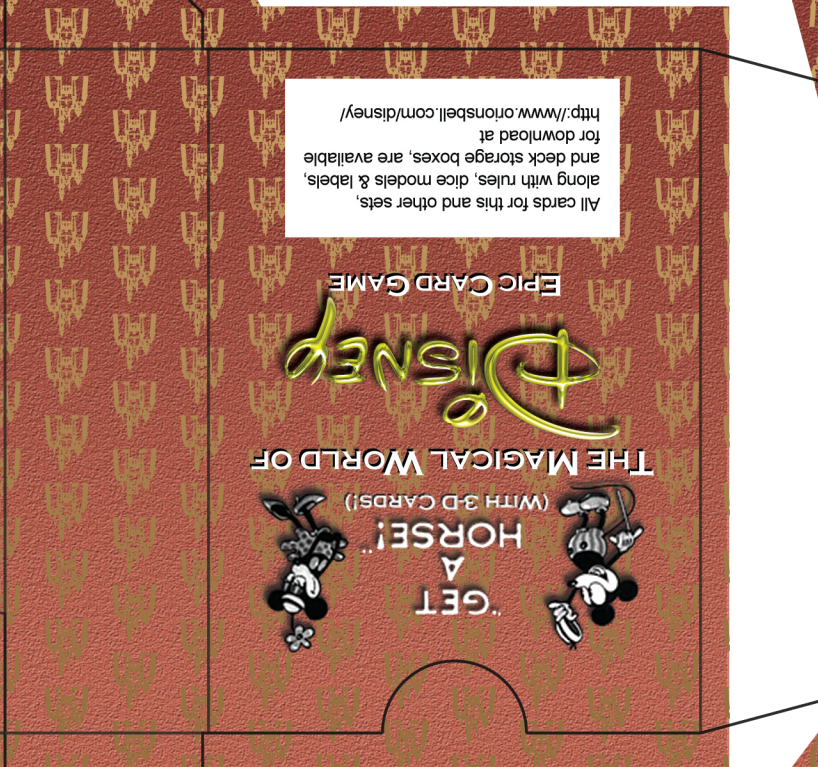 "GET
A
HORSE!"
(WITH 3-D CARDS!)
THE MAGICAL WORLD OF
DISNEY
EPIC CARD GAME
All cards for this and other sets,
along with rules, dice models & labels,
and deck storage boxes, are available
for download at
http://www.orionsbell.com/disney/